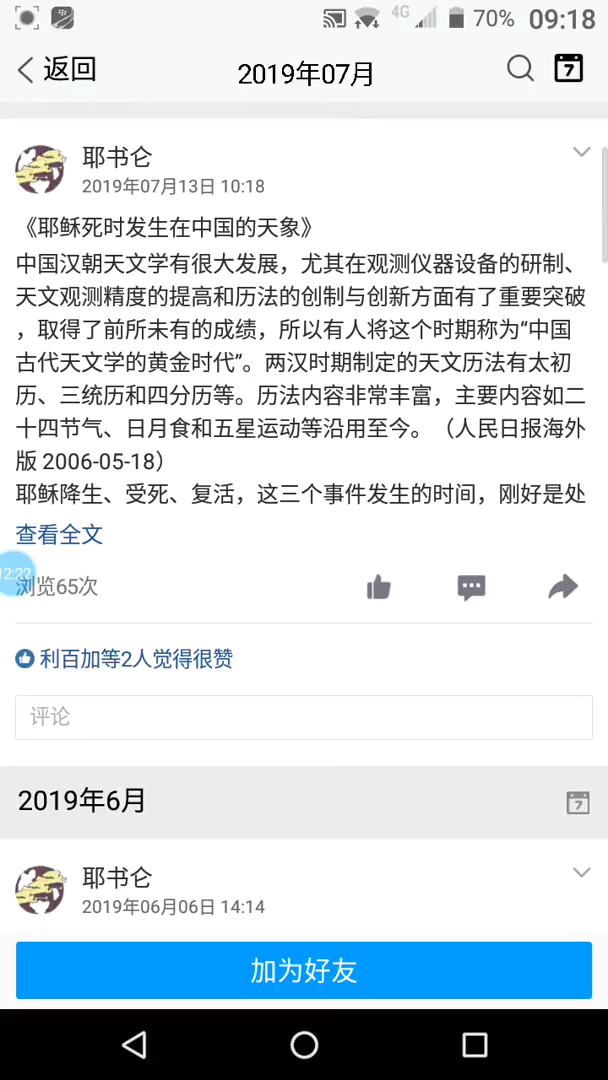 4G 70% 09:18
返回 2019年07月 7
耶书仑
2019年07月13日 10:18
《耶稣死时发生在中国的天象》
中国汉朝天文学有很大发展，尤其在观测仪器设备的研制、
天文观测精度的提高和历法的创制与创新方面有了重要突破
，取得了前所未有的成绩，所以有人将这个时期称为“中国
古代天文学的黄金时代”。两汉时期制定的天文历法有太初
历、三统历和四分历等。历法内容非常丰富，主要内容如二
十四节气、日月食和五星运动等沿用至今。（人民日报海外
版 2006-05-18）
耶稣降生、受死、复活，这三个事件发生的时间，刚好是处
查看全文
12:22
浏览65次
利百加等2人觉得很赞
评论
2019年6月 7
耶书仑
2019年06月06日 14:14
加为好友